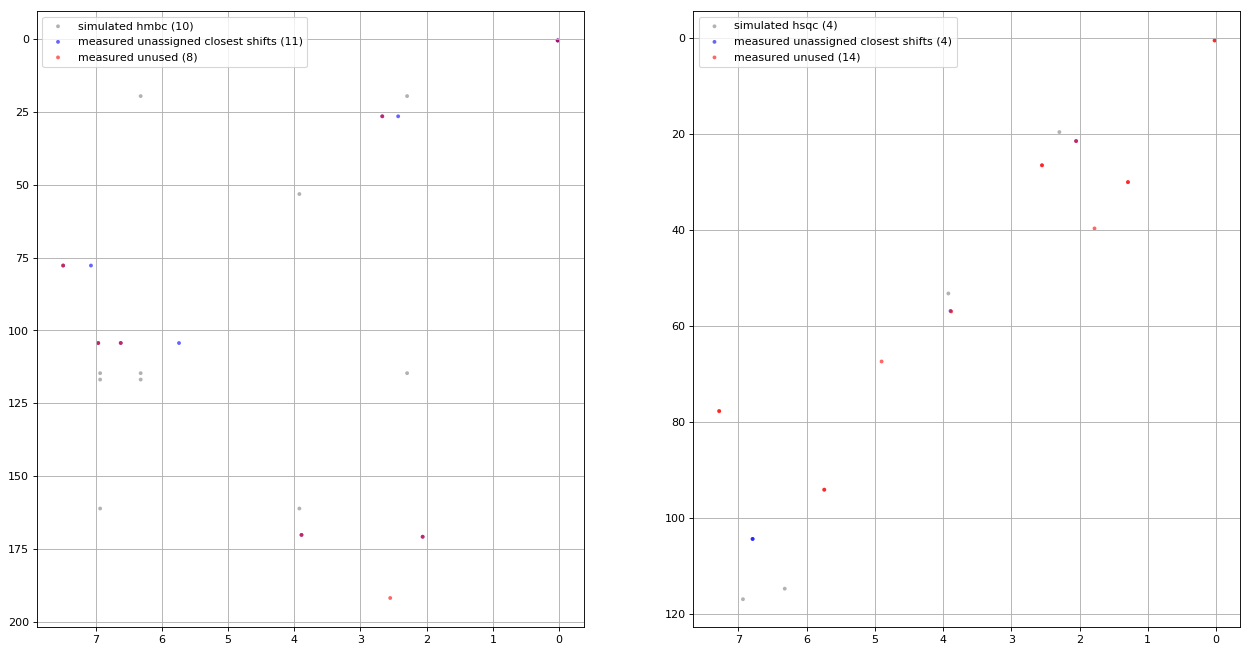 simulated hmbc (10)
measured unassigned closest shifts (11)
measured unused (8)
0
25
50
75
100
125
150
175
200
7 6 5 4 3 2 1 0
simulated hsqc (4)
measured unassigned closest shifts (4)
measured unused (14)
0
20
40
60
80
100
120
7 6 5 4 3 2 1 0